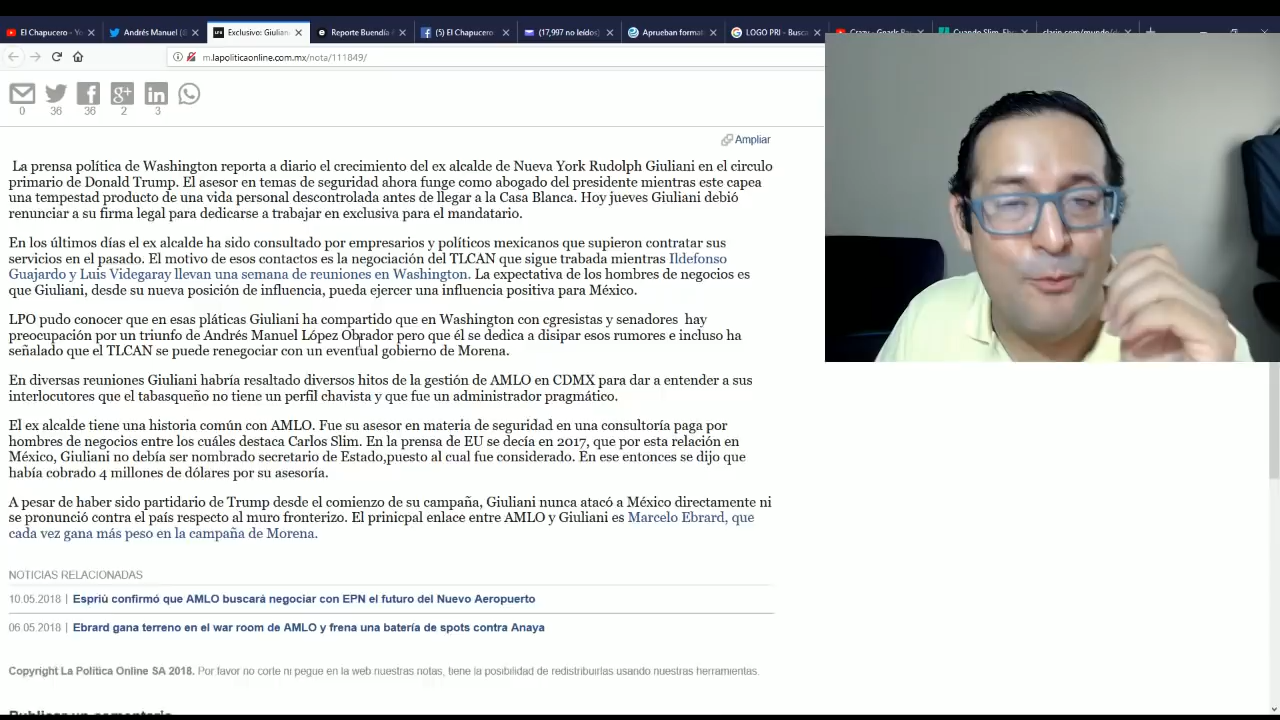 El Chapucero - Yo
Andrés Manuel (@
Exclusivo: Giulian
Reporte Buendía
(5) El Chapucero
(17,997 no leído)
Aprueban format
LOGO PRI - Busca
m.lapoliticaonline.com.mx/nota/111849/
0 36 36 2 3
Ampliar
La prensa política de Washington reporta a diario el crecimiento del ex alcalde de Nueva York Rudolph Giuliani en el circulo
primario de Donald Trump. El asesor en temas de seguridad ahora funge como abogado del presidente mientras este capea
una tempestad producto de una vida personal descontrolada antes de llegar a la Casa Blanca. Hoy jueves Giuliani debió
renunciar a su firma legal para dedicarse a trabajar en exclusiva para el mandatario.
En los últimos días el ex alcalde ha sido consultado por empresarios y políticos mexicanos que supieron contratar sus
servicios en el pasado. El motivo de esos contactos es la negociación del TLCAN que sigue trabada mientras Ildefonso
Guajardo y Luis Videgaray llevan una semana de reuniones en Washington. La expectativa de los hombres de negocios es
que Giuliani, desde su nueva posición de influencia, pueda ejercer una influencia positiva para México.
LPO pudo conocer que en esas pláticas Giuliani ha compartido que en Washington con cgresistas y senadores hay
preocupación por un triunfo de Andrés Manuel López Obrador pero que él se dedica a disipar esos rumores e incluso ha
señalado que el TLCAN se puede renegociar con un eventual gobierno de Morena.
En diversas reuniones Giuliani habría resaltado diversos hitos de la gestión de AMLO en CDMX para dar a entender a sus
interlocutores que el tabasqueño no tiene un perfil chavista y que fue un administrador pragmático.
El ex alcalde tiene una historia común con AMLO. Fue su asesor en materia de seguridad en una consultoría paga por
hombres de negocios entre los cuáles destaca Carlos Slim. En la prensa de EU se decía en 2017, que por esta relación en
México, Giuliani no debía ser nombrado secretario de Estado,puesto al cual fue considerado. En ese entonces se dijo que
había cobrado 4 millones de dólares por su asesoría.
A pesar de haber sido partidario de Trump desde el comienzo de su campaña, Giuliani nunca atacó a México directamente ni
se pronunció contra el país respecto al muro fronterizo. El prinicpal enlace entre AMLO y Giuliani es Marcelo Ebrard, que
cada vez gana más peso en la campaña de Morena.
NOTICIAS RELACIONADAS
10.05.2018 | Espriú confirmó que AMLO buscará negociar con EPN el futuro del Nuevo Aeropuerto
06.05.2018 | Ebrard gana terreno en el war room de AMLO y frena una batería de spots contra Anaya
Copyright La Política Online SA 2018. Por favor no corte ni pegue en la web nuestras notas, tiene la posibilidad de redistribuirlas usando nuestras herramientas.
Publicar un comentario